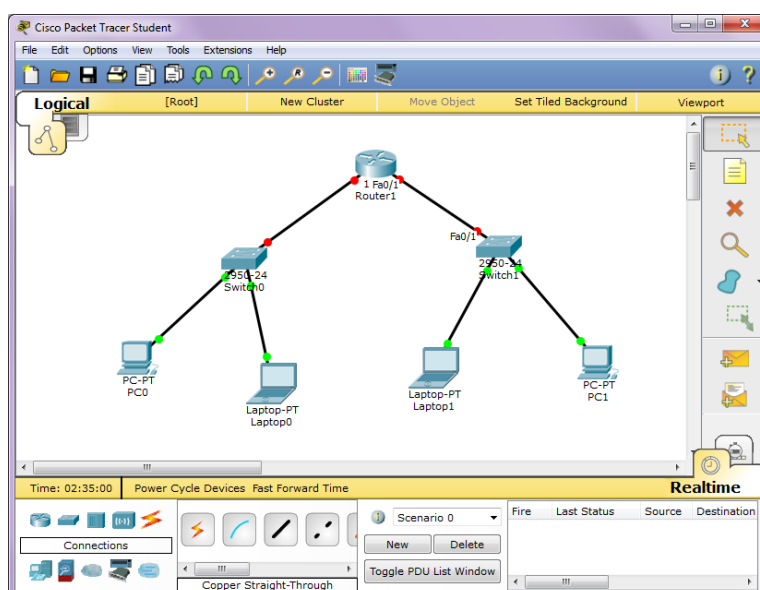 Cisco Packet Tracer Student
File Edit Options View Tools Extensions Help
Logical [Root] New Cluster Move Object Set Tiled Background Viewport
1 Fa0/1
Router1
Fa0/1
2950-24
Switch0
2950-24
Switch1
PC-PT
PC0
Laptop-PT
Laptop0
Laptop-PT
Laptop1
PC-PT
PC1
Time: 02:35:00 Power Cycle Devices Fast Forward Time Realtime
Scenario 0
Fire Last Status Source Destination
Connections
New Delete
Toggle PDU List Window
Copper Straight-Through